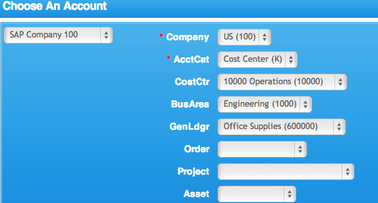 Choose An Account
SAP Company 100
* Company US (100)
* AcctCat Cost Center (K)
CostCtr 10000 Operations (10000)
BusArea Engineering (1000)
GenLdgr Office Supplies (600000)
Order
Project
Asset